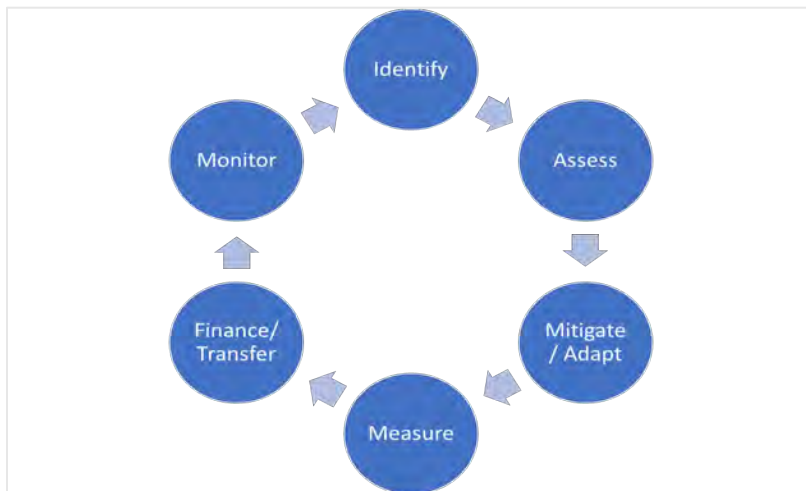 Identify
Assess
Mitigate
/ Adapt
Measure
Finance/
Transfer
Monitor